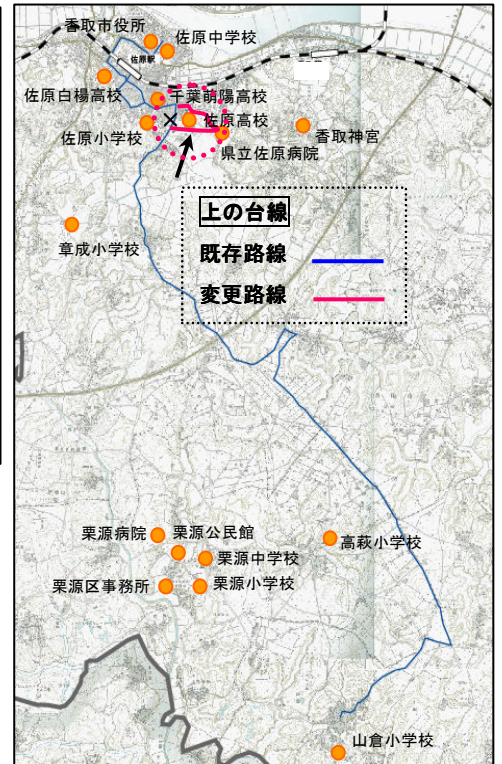 香取市役所
佐原中学校
佐原駅
佐原白楊高校
千葉萌陽高校
佐原小学校
佐原高校
香取神宮
県立佐原病院
上の台線
既存路線
変更路線
章成小学校
栗源病院
栗源公民館
高萩小学校
栗源中学校
栗源区事務所
栗源小学校
山倉小学校